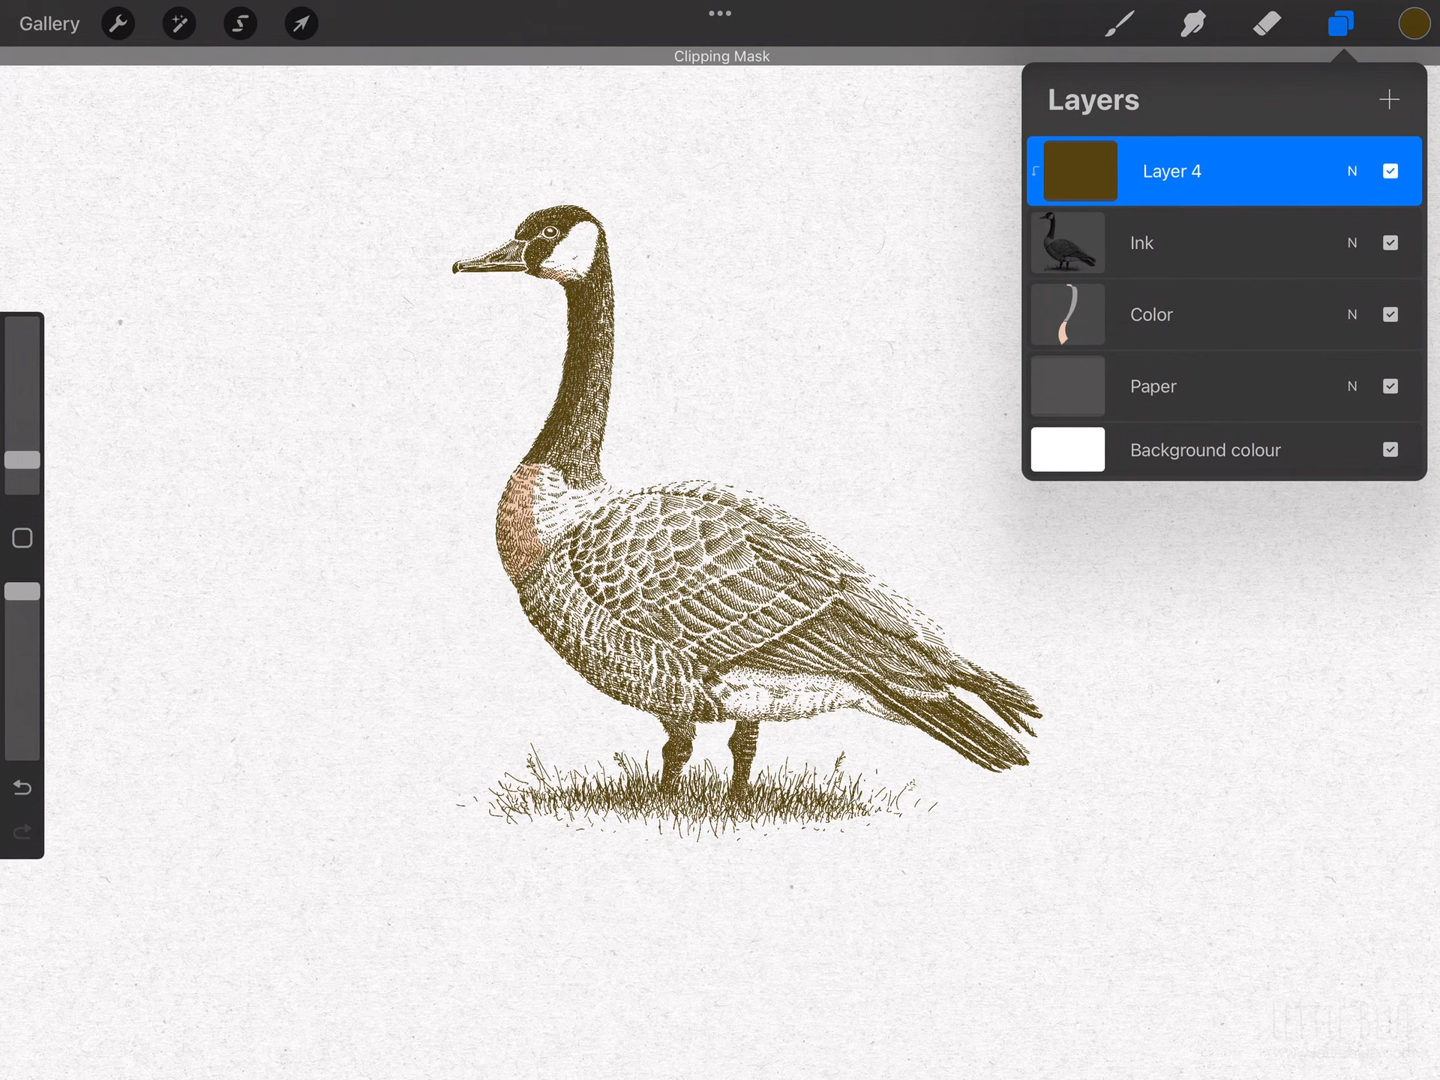 Gallery
Clipping Mask
Layers
Layer 4 N
Ink N
Color N
Paper N
Background colour